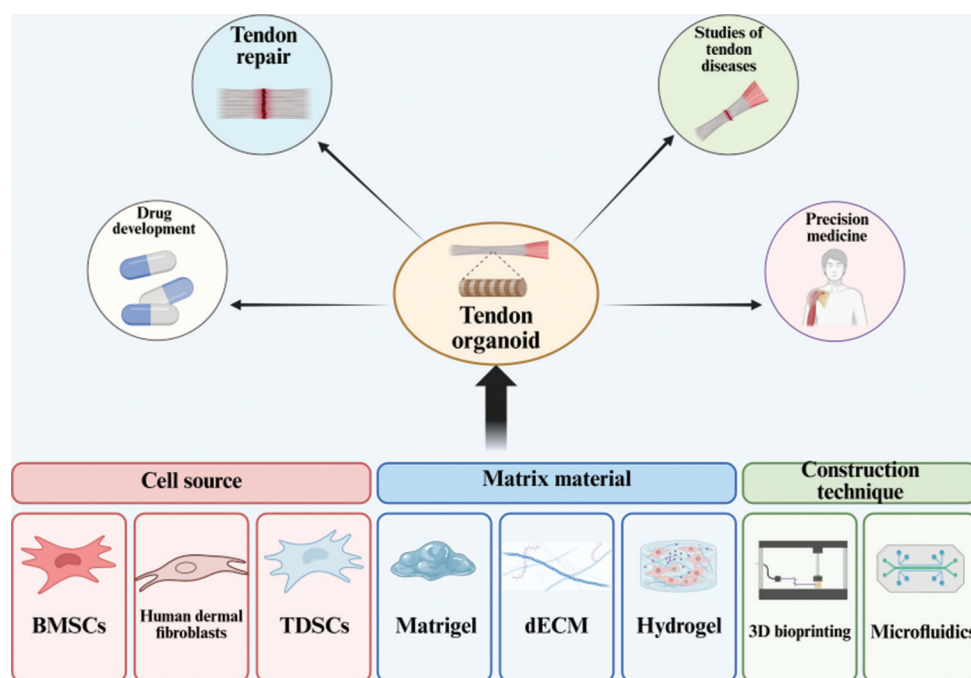 Tendon
repair
Studies of
tendon
diseases
Drug
development
Precision
medicine
Tendon
organoid
Cell source
Matrix material
Construction
technique
BMSCs
Human dermal
fibroblasts
TDSCs
Matrigel
dECM
Hydrogel
3D bioprinting
Microfluidics